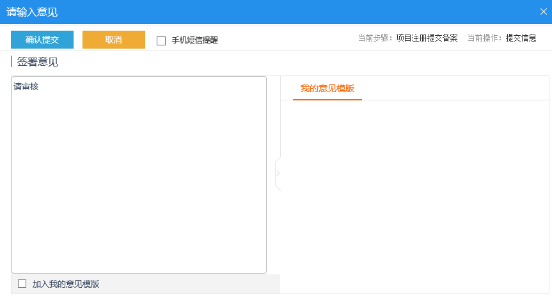 请输入意见
确认提交 取消 手机短信提醒 当前步骤：项目注册提交备案 当前操作：提交信息
签署意见
请审核
我的意见模版
加入我的意见模版